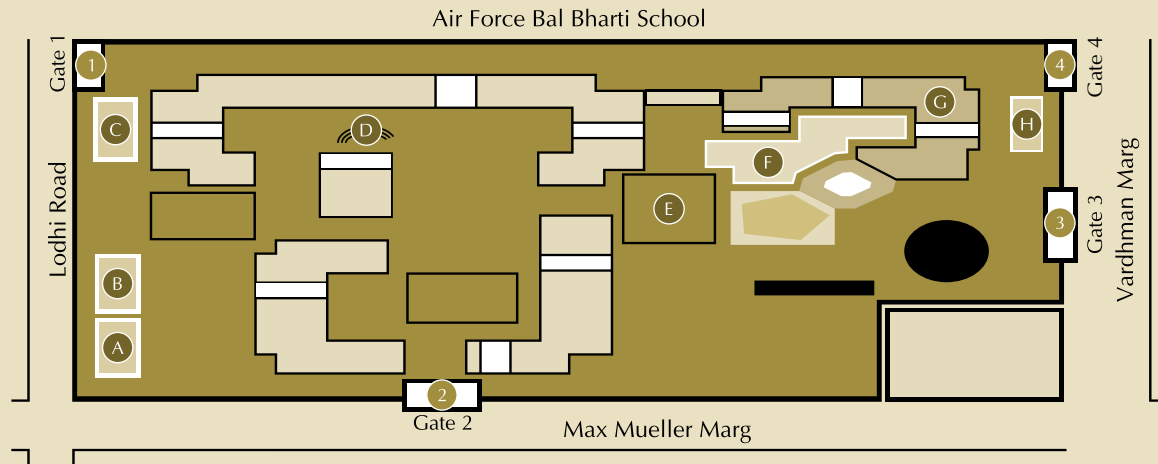 Air Force Bal Bharti School
Gate 1
1
4
Gate 4
C
D
G
H
F
Lodhi Road
E
3
Gate 3
Vardhman Marg
B
A
2
Gate 2
Max Mueller Marg